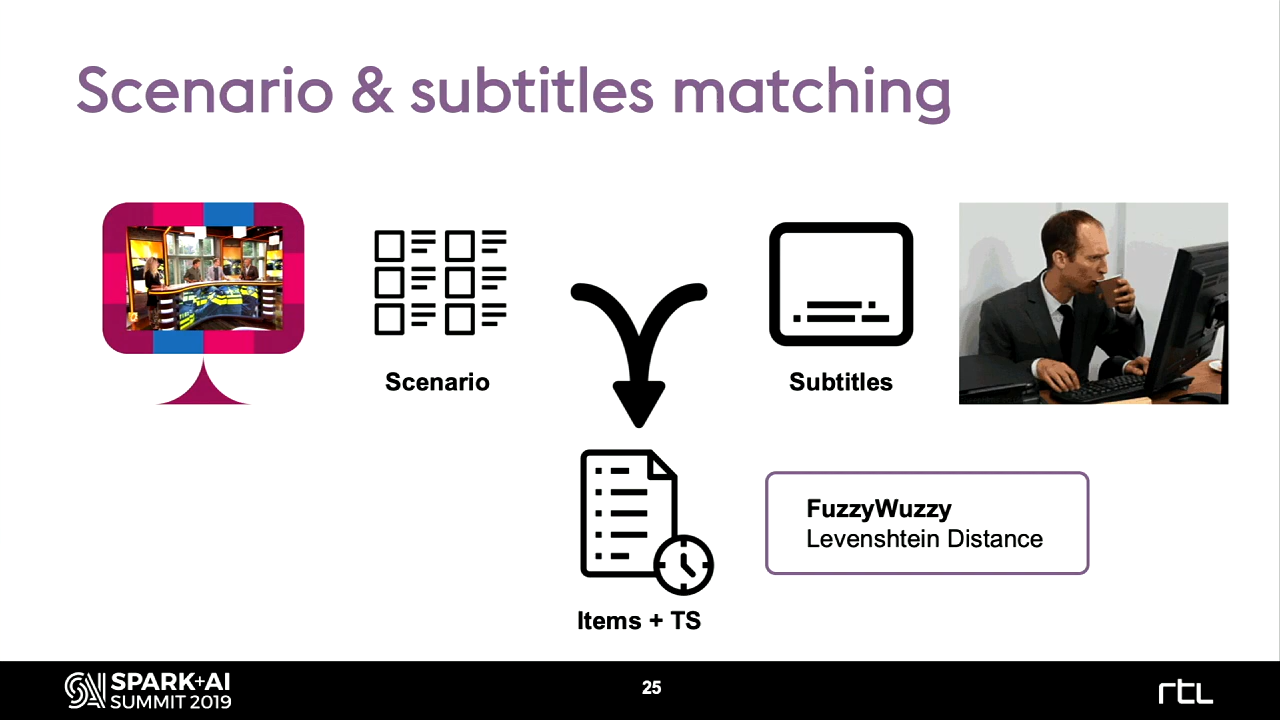 Scenario & subtitles matching
Scenario
Subtitles
FuzzyWuzzy
Levenshtein Distance
Items + TS
SPARK+AI
SUMMIT 2019
25
rtl